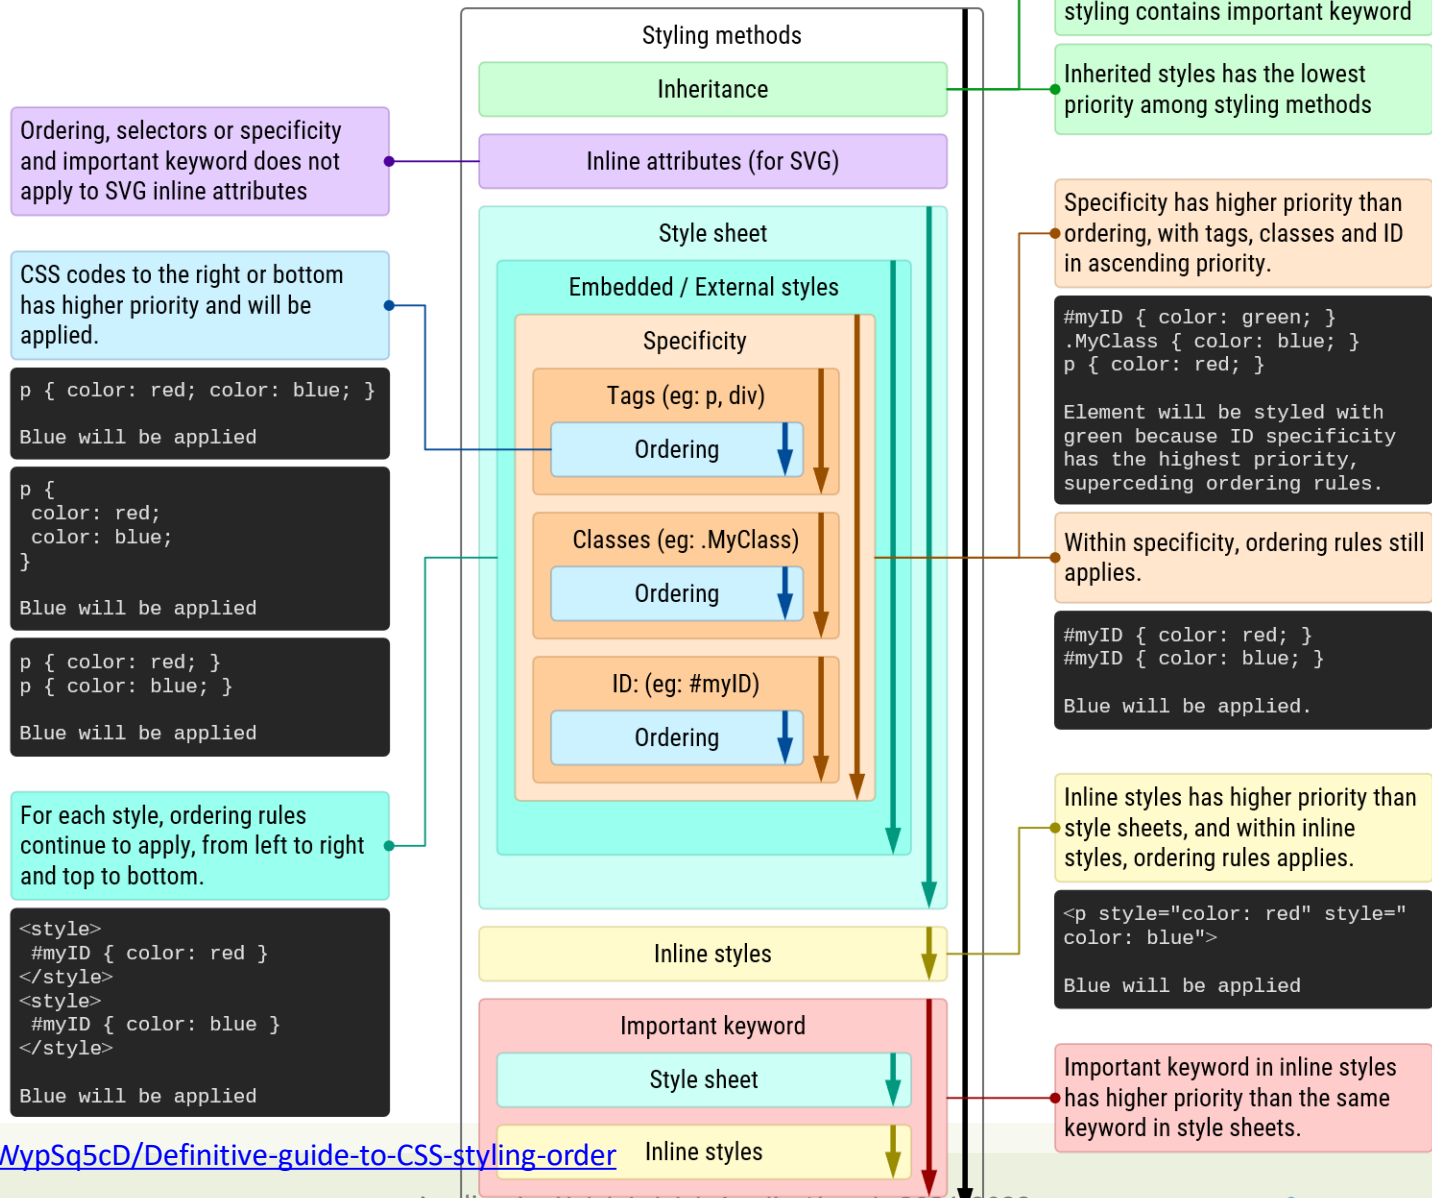 styling contains important keyword
Styling methods
Inheritance
Inherited styles has the lowest
priority among styling methods
Ordering, selectors or specificity
and important keyword does not
apply to SVG inline attributes
Inline attributes (for SVG)
Style sheet
Embedded / External styles
Specificity
Tags (eg: p, div)
Ordering
Classes (eg: .MyClass)
Ordering
ID: (eg: #myID)
Ordering
CSS codes to the right or bottom
has higher priority and will be
applied.
p { color: red; color: blue; }
Blue will be applied
p {
color: red;
color: blue;
}
Blue will be applied
p { color: red; }
p { color: blue; }
Blue will be applied
For each style, ordering rules
continue to apply, from left to right
and top to bottom.
<style>
#myID { color: red }
</style>
<style>
#myID { color: blue }
</style>
Blue will be applied
Specificity has higher priority than
ordering, with tags, classes and ID
in ascending priority.
#myID { color: green; }
.MyClass { color: blue; }
p { color: red; }
Element will be styled with
green because ID specificity
has the highest priority,
superceding ordering rules.
Within specificity, ordering rules still
applies.
#myID { color: red; }
#myID { color: blue; }
Blue will be applied.
Inline styles has higher priority than
style sheets, and within inline
styles, ordering rules applies.
<p style="color: red" style="
color: blue">
Blue will be applied
Inline styles
Important keyword
Style sheet
Inline styles
Important keyword in inline styles
has higher priority than the same
keyword in style sheets.
WypSq5cD/Definitive-guide-to-CSS-styling-order